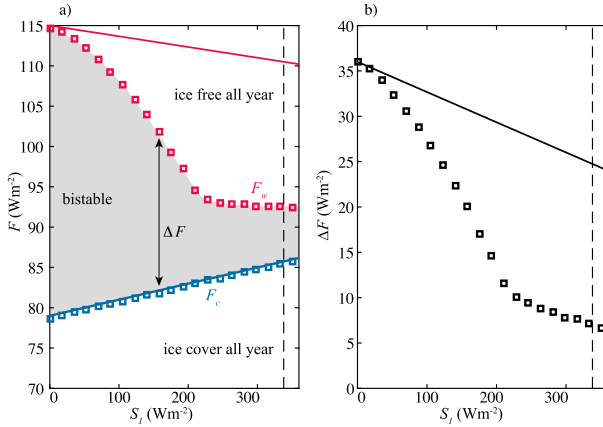 a)
115
110
105
100
95
90
85
80
75
70
F (Wm-2)
ice free all year
bistable
F_w
ΔF
F_c
ice cover all year
0
100
200
300
S_1 (Wm-2)
b)
40
35
30
25
20
15
10
5
0
ΔF (Wm-2)
0
100
200
300
S_1 (Wm-2)